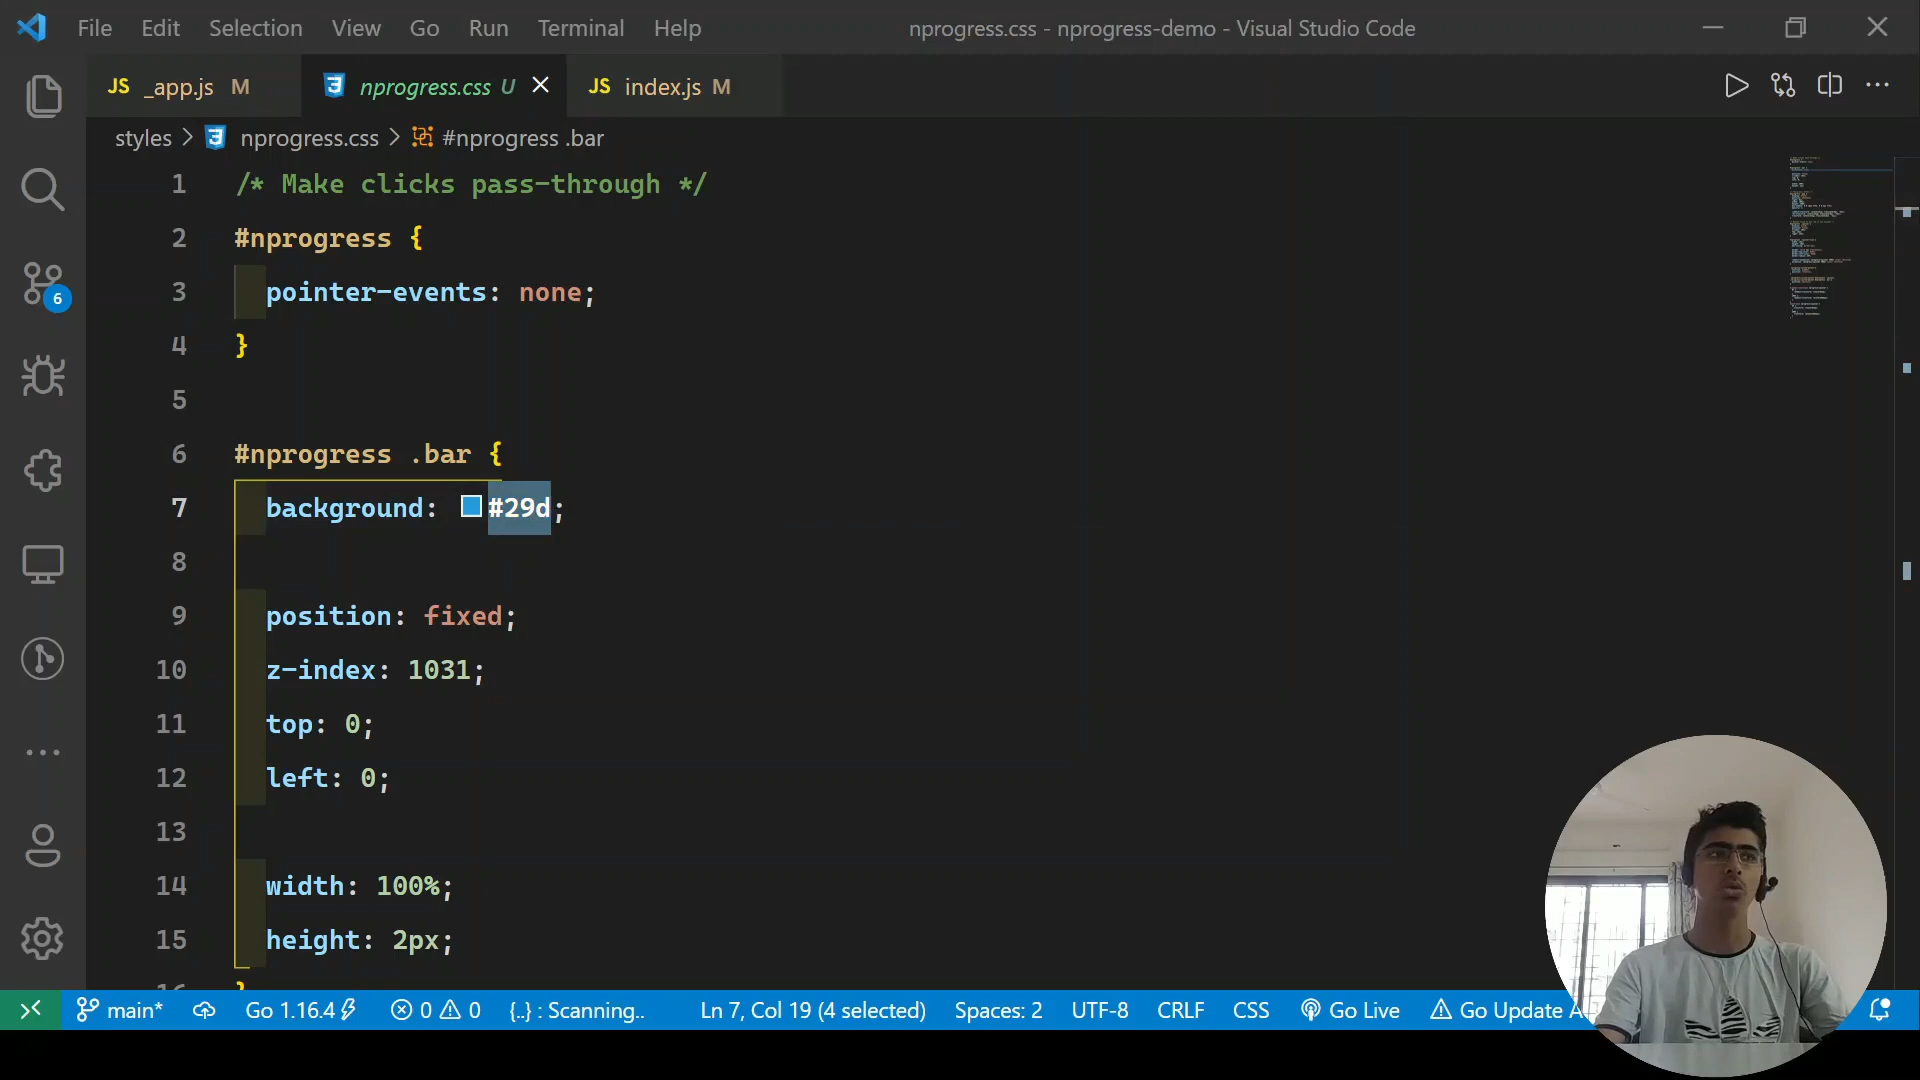 File Edit Selection View Go Run Terminal Help nprogress.css - nprogress-demo - Visual Studio Code
JS _app.js M nprogress.css U JS index.js M
styles > nprogress.css > #nprogress .bar
1 /* Make clicks pass-through */
2 #nprogress {
3 pointer-events: none;
4 }
5
6 #nprogress .bar {
7 background: #29d;
8
9 position: fixed;
10 z-index: 1031;
11 top: 0;
12 left: 0;
13
14 width: 100%;
15 height: 2px;
6
main* Go 1.16.4 0 0 {..} : Scanning.. Ln 7, Col 19 (4 selected) Spaces: 2 UTF-8 CRLF CSS Go Live Go Update